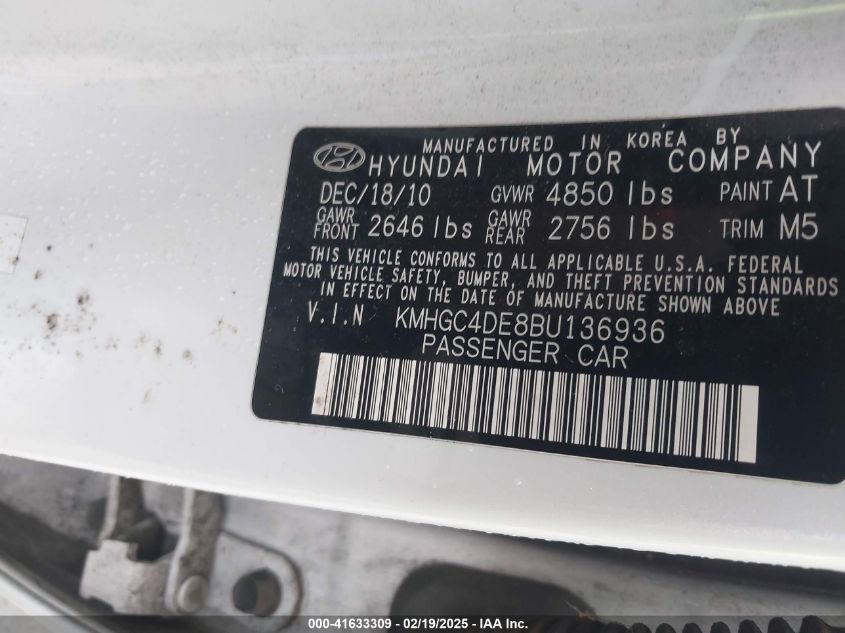 MANUFACTURED IN KOREA BY
HYUNDAI MOTOR COMPANY
DEC/18/10 GVWR 4850 lbs PAINT AT
GAWR FRONT 2646 lbs GAWR REAR 2756 lbs TRIM M5
THIS VEHICLE CONFORMS TO ALL APPLICABLE U.S.A. FEDERAL
MOTOR VEHICLE SAFETY, BUMPER, AND THEFT PREVENTION STANDARDS
IN EFFECT ON THE DATE OF MANUFACTURE SHOWN ABOVE
V.I.N KMHGC4DE8BU136936
PASSENGER CAR
000-41633309 - 02/19/2025 - IAA Inc.